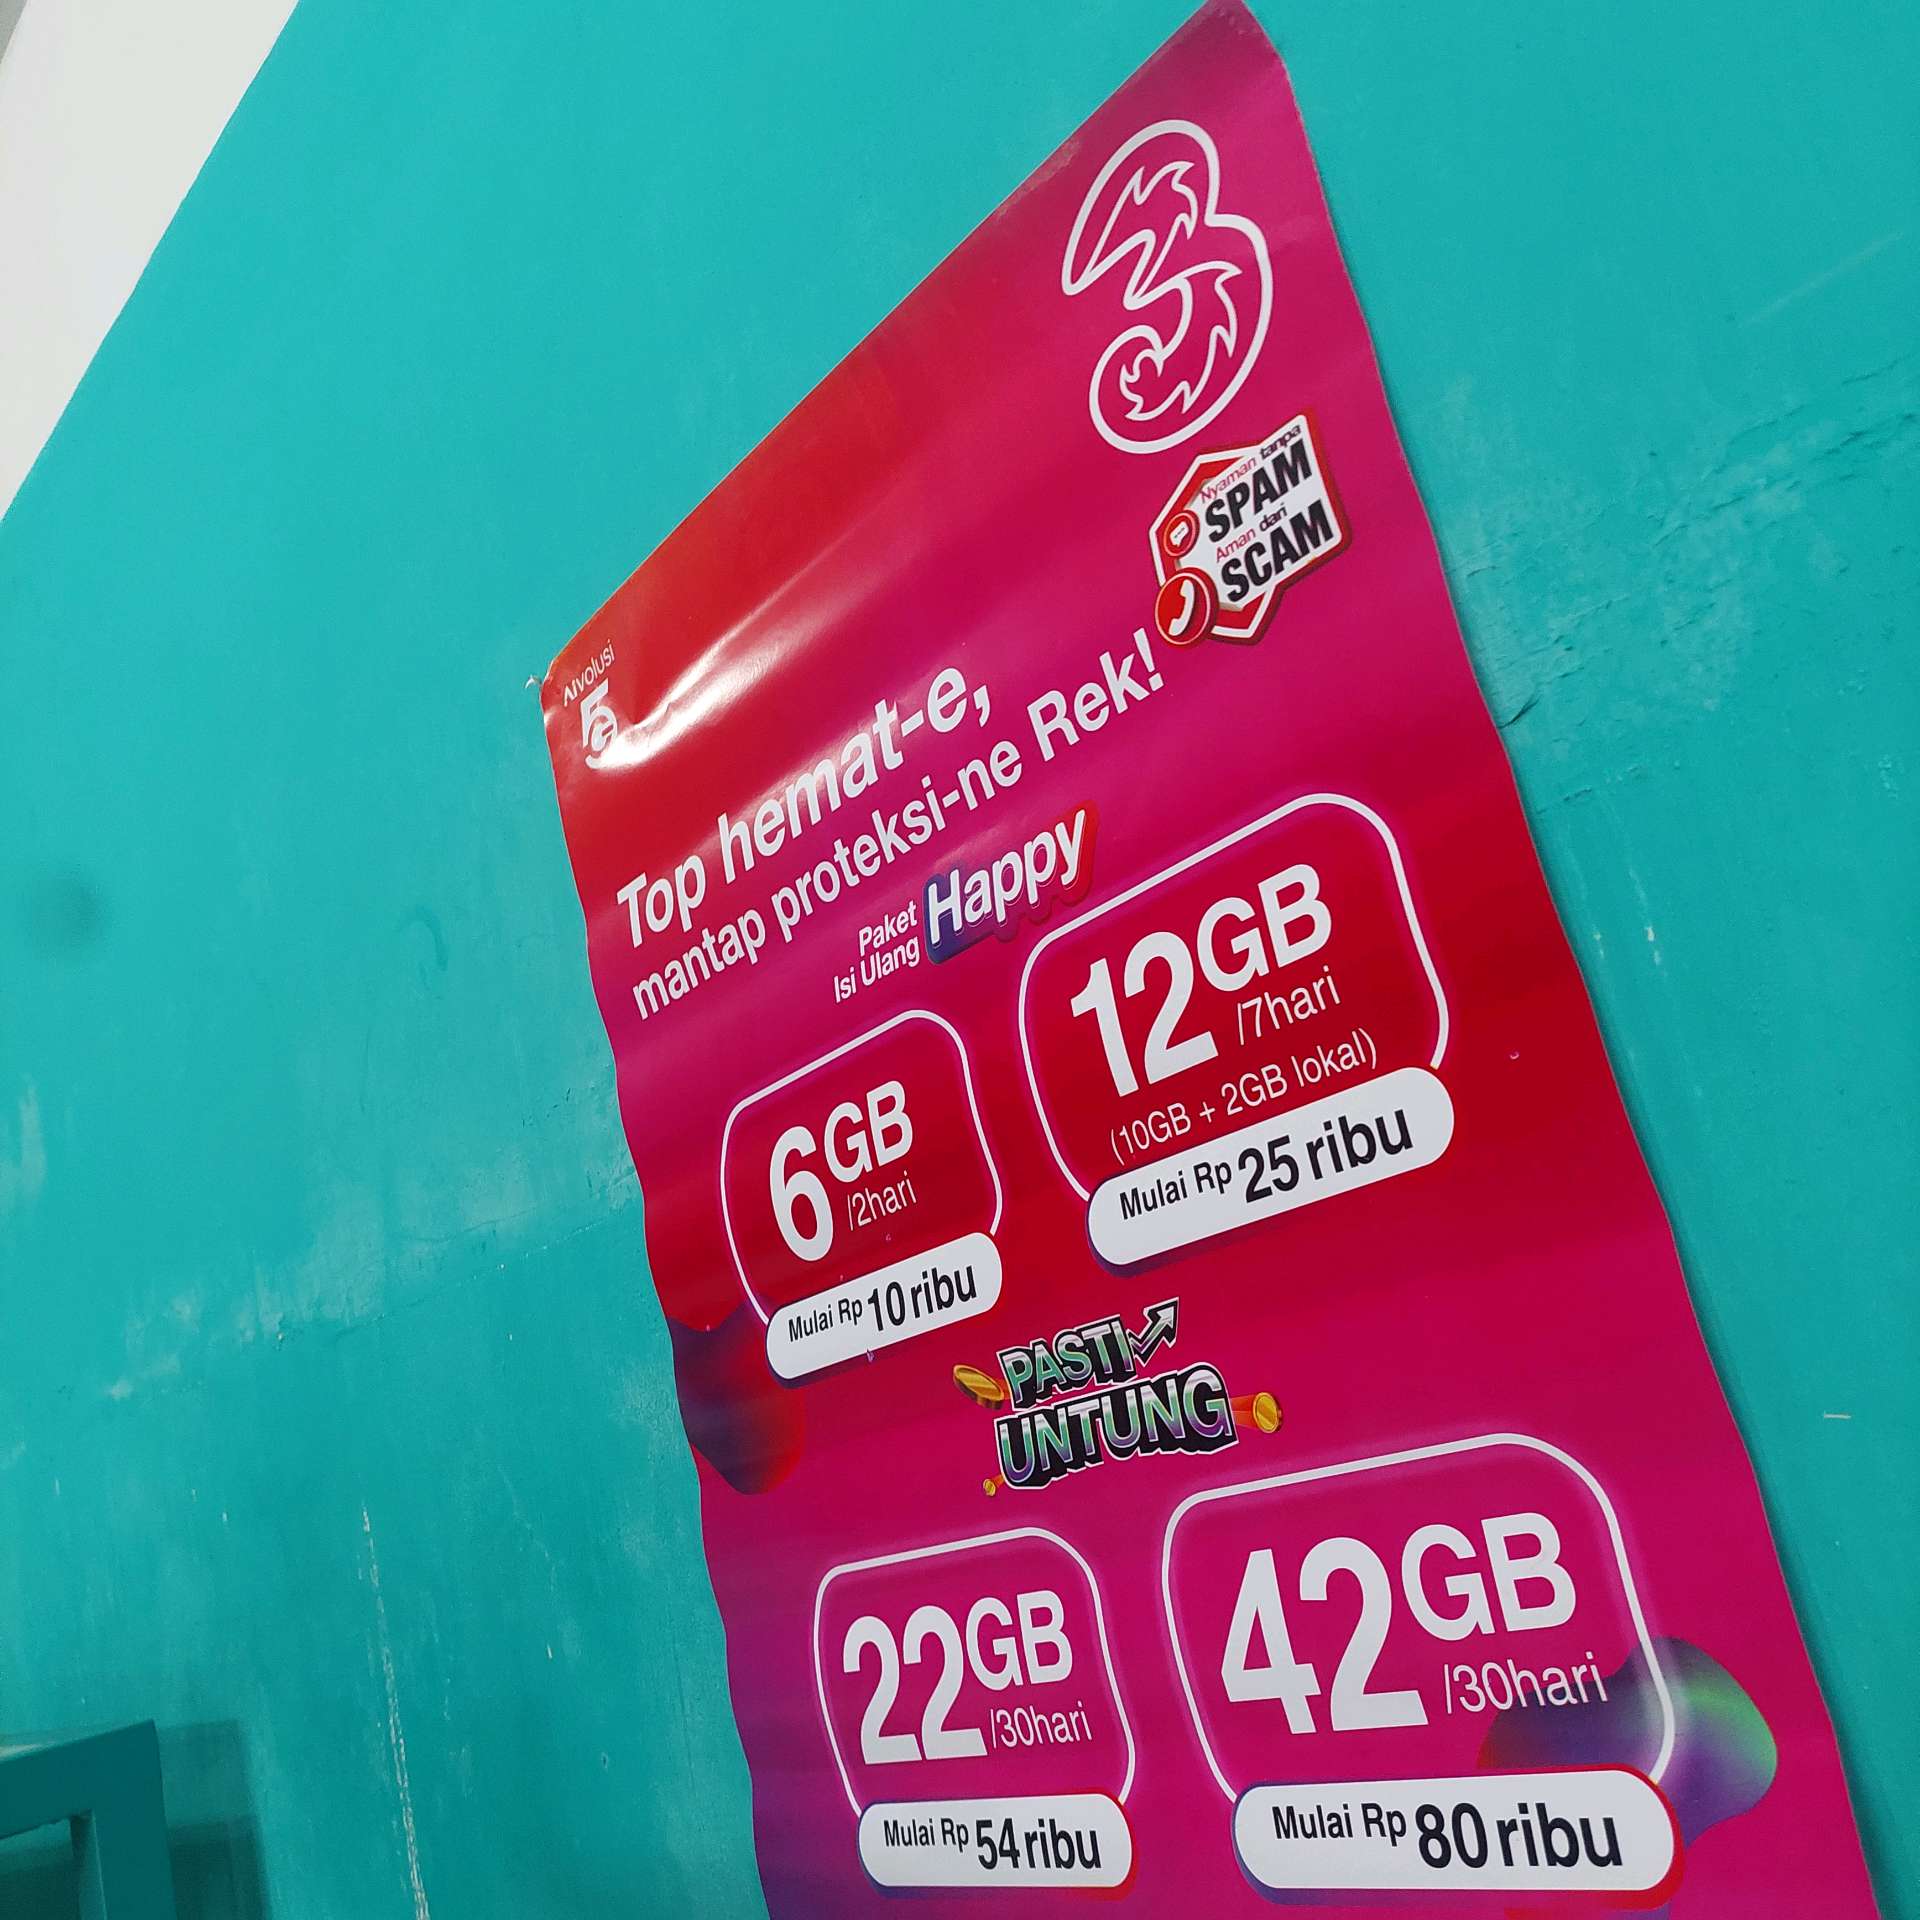 3
Nyaman tanpa
SPAM
Aman dari
SCAM
AIvolusi
5G
Top hemat-e,
mantap proteksi-ne Rek!
Paket
Isi Ulang
Happy
6GB
/2hari
Mulai Rp 10 ribu
12GB
/7hari
(10GB + 2GB lokal)
Mulai Rp 25 ribu
PASTI
UNTUNG
22GB
/30hari
Mulai Rp 54 ribu
42GB
/30hari
Mulai Rp 80 ribu